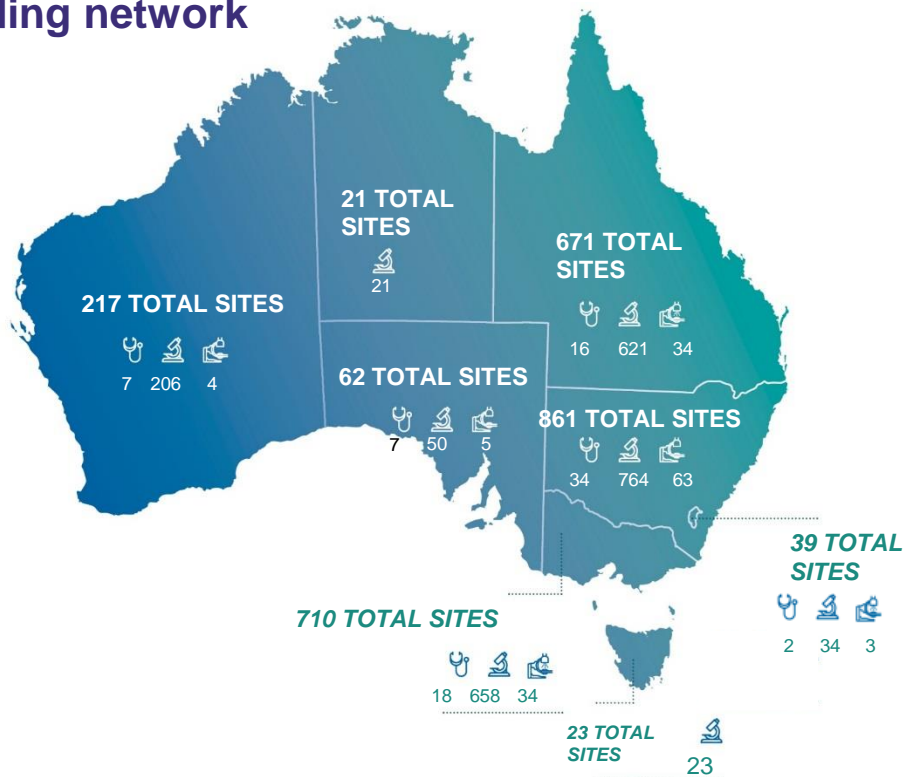 ling network
21 TOTAL
SITES
21
671 TOTAL
SITES
16 621 34
217 TOTAL SITES
7 206 4
62 TOTAL SITES
7 50 5
861 TOTAL SITES
34 764 63
39 TOTAL
SITES
2 34 3
710 TOTAL SITES
18 658 34
23 TOTAL
SITES
23